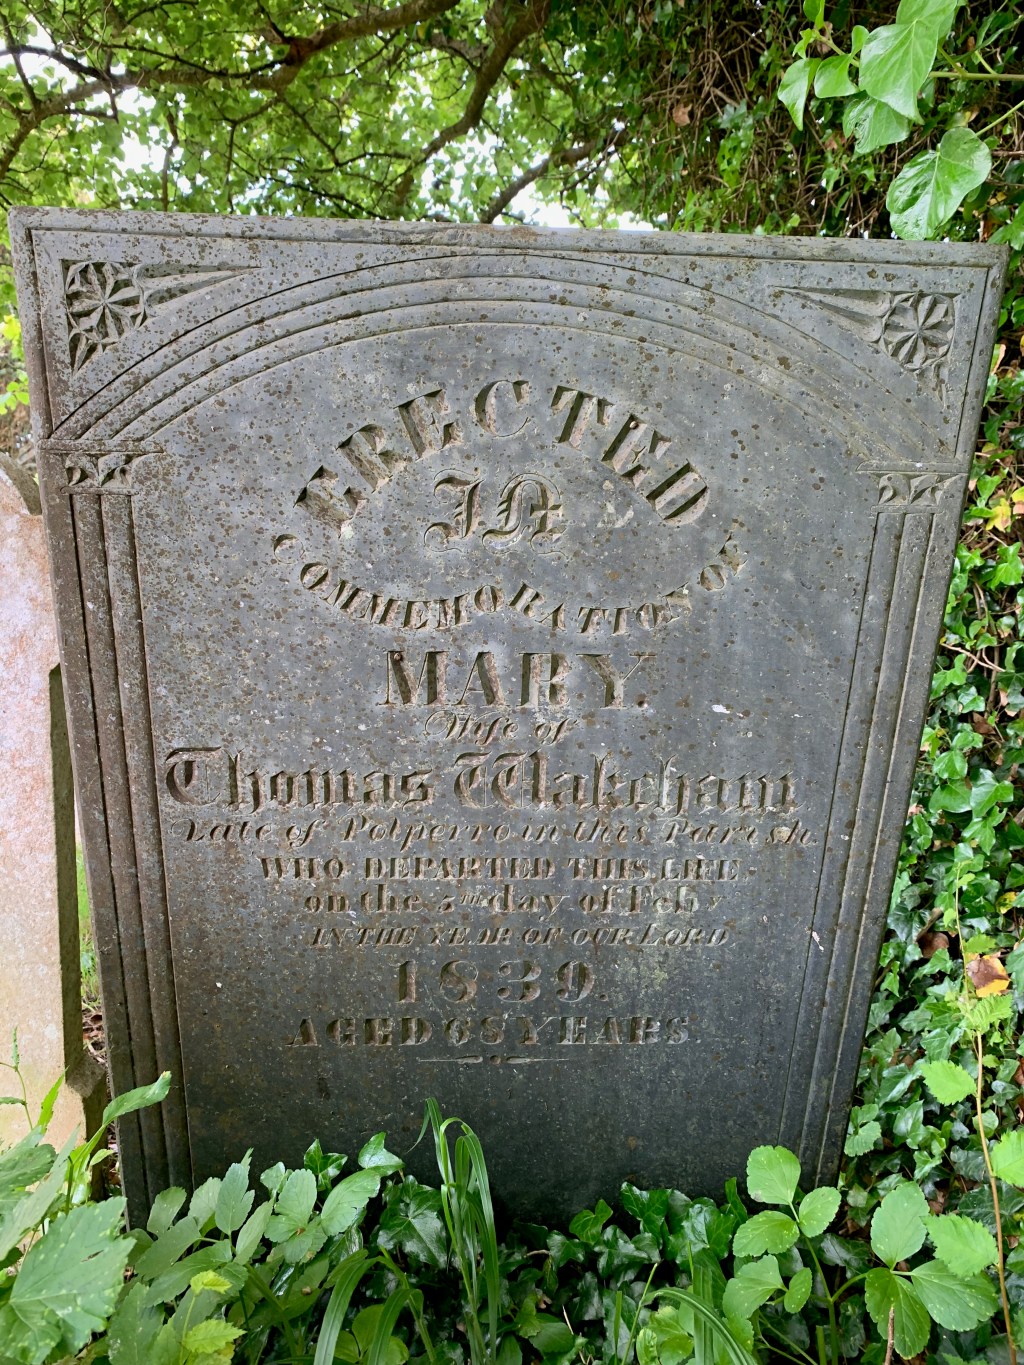 ERECTED
IN
COMMEMORATION OF
MARY.
Wife of
Thomas Wakeham
Late of Polperro in this Parish.
WHO DEPARTED THIS LIFE
on the day of Feby
IN THE YEAR OF OUR LORD
1839.
AGED 68 YEARS.